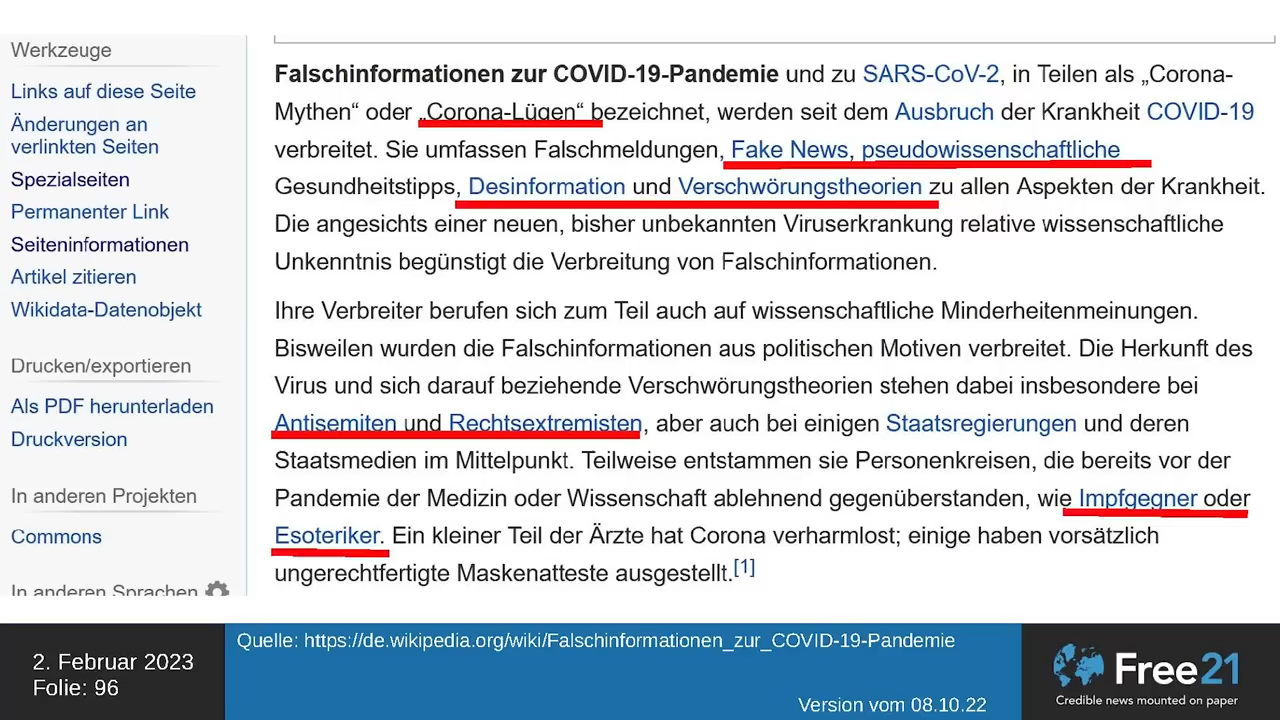 Werkzeuge
Links auf diese Seite
Änderungen an
verlinkten Seiten
Spezialseiten
Permanenter Link
Seiteninformationen
Artikel zitieren
Wikidata-Datenobjekt
Drucken/exportieren
Als PDF herunterladen
Druckversion
In anderen Projekten
Commons
In anderen Sprachen
Falschinformationen zur COVID-19-Pandemie und zu SARS-CoV-2, in Teilen als „Corona-
Mythen“ oder „Corona-Lügen“ bezeichnet, werden seit dem Ausbruch der Krankheit COVID-19
verbreitet. Sie umfassen Falschmeldungen, Fake News, pseudowissenschaftliche
Gesundheitstipps, Desinformation und Verschwörungstheorien zu allen Aspekten der Krankheit.
Die angesichts einer neuen, bisher unbekannten Viruserkrankung relative wissenschaftliche
Unkenntnis begünstigt die Verbreitung von Falschinformationen.
Ihre Verbreiter berufen sich zum Teil auch auf wissenschaftliche Minderheitenmeinungen.
Bisweilen wurden die Falschinformationen aus politischen Motiven verbreitet. Die Herkunft des
Virus und sich darauf beziehende Verschwörungstheorien stehen dabei insbesondere bei
Antisemiten und Rechtsextremisten, aber auch bei einigen Staatsregierungen und deren
Staatsmedien im Mittelpunkt. Teilweise entstammen sie Personenkreisen, die bereits vor der
Pandemie der Medizin oder Wissenschaft ablehnend gegenüberstanden, wie Impfgegner oder
Esoteriker. Ein kleiner Teil der Ärzte hat Corona verharmlost; einige haben vorsätzlich
ungerechtfertigte Maskenatteste ausgestellt.[1]
2. Februar 2023
Folie: 96
Quelle: https://de.wikipedia.org/wiki/Falschinformationen_zur_COVID-19-Pandemie
Version vom 08.10.22
Free21
Credible news mounted on paper